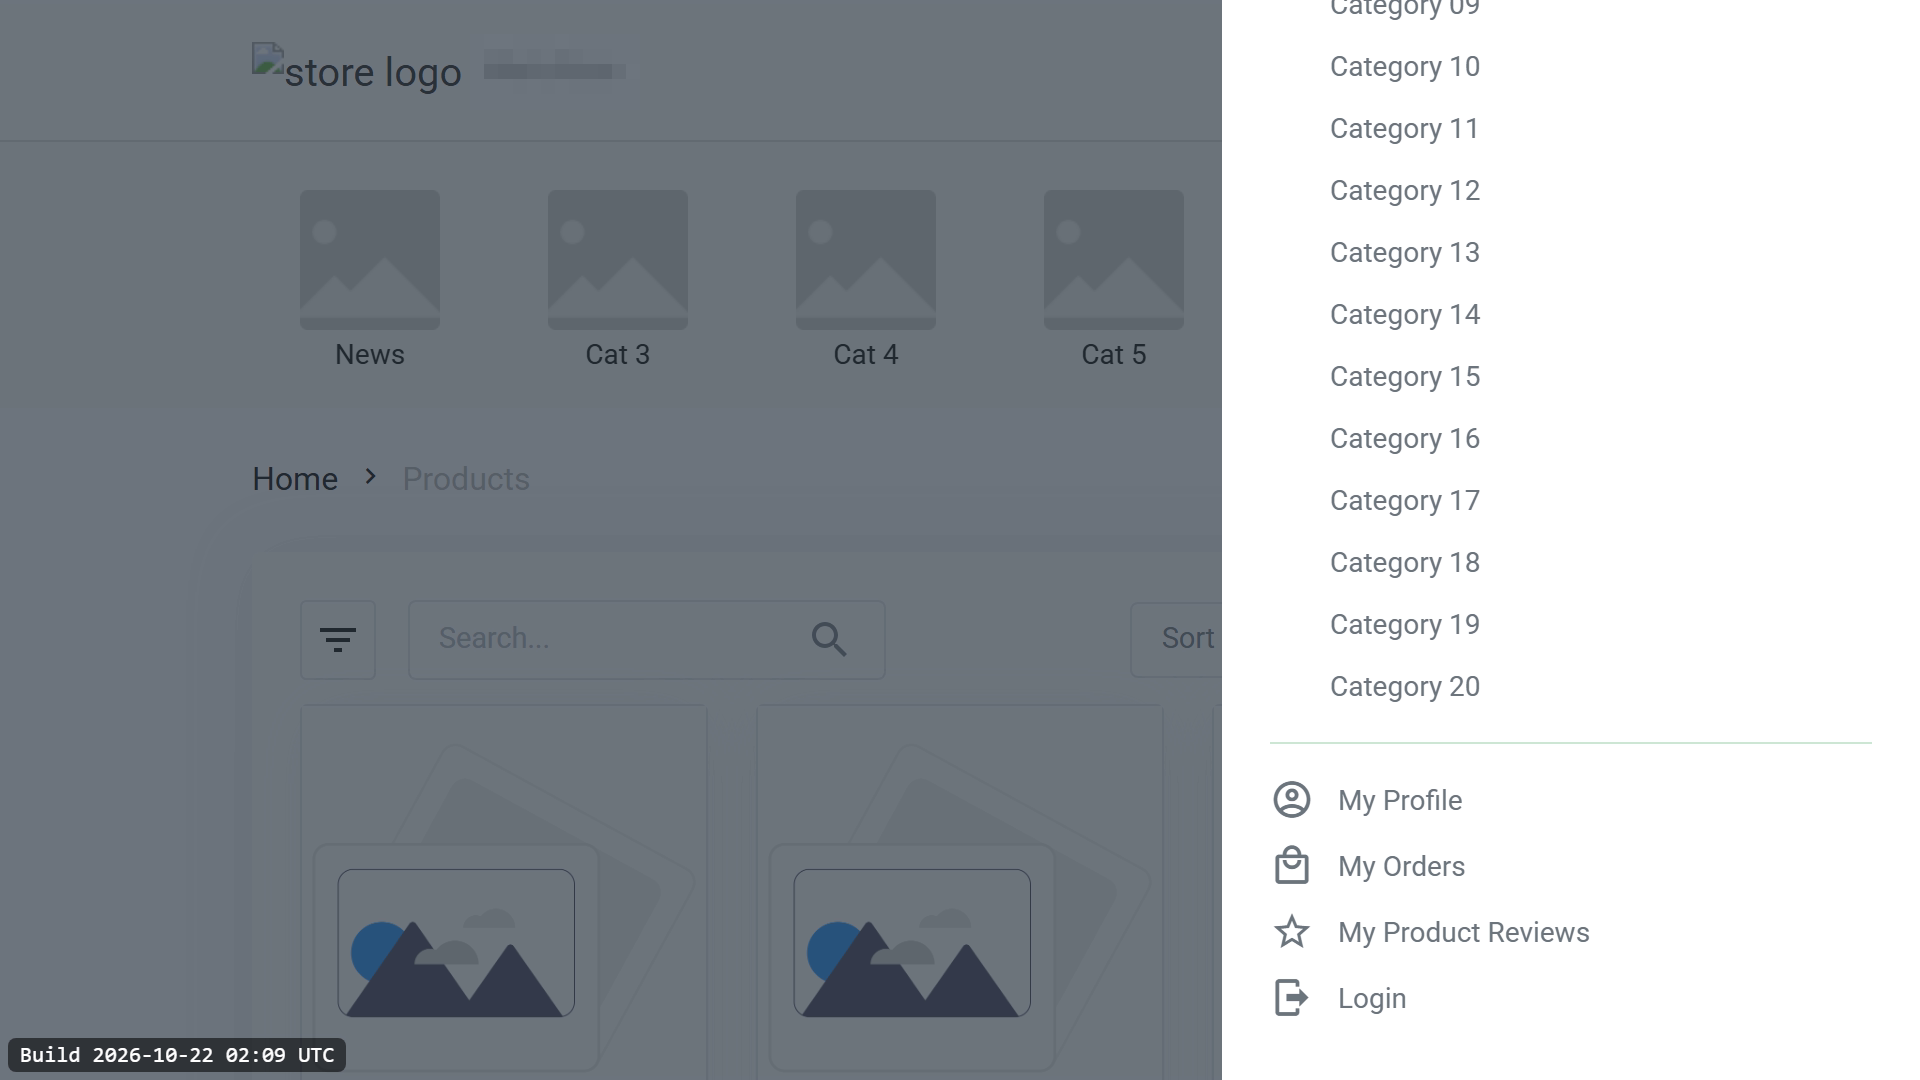 store logo
News
Cat 3
Cat 4
Cat 5
Home
Products
Search...
Sort
Category 09
Category 10
Category 11
Category 12
Category 13
Category 14
Category 15
Category 16
Category 17
Category 18
Category 19
Category 20
My Profile
My Orders
My Product Reviews
Login
Build 2026-10-22 02:09 UTC